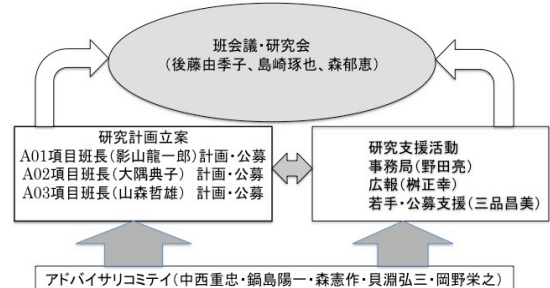 班会議・研究会
(後藤由季子、島崎琢也、森郁恵)
研究計画立案
A01項目班長(影山龍一郎)計画・公募
A02項目班長(大隅典子) 計画・公募
A03項目班長(山森哲雄) 計画・公募
研究支援活動
事務局(野田亮)
広報(桝正幸)
若手・公募支援(三品昌美)
アドバイサリコミテイ(中西重忠・鍋島陽一・森憲作・貝淵弘三・岡野栄之)